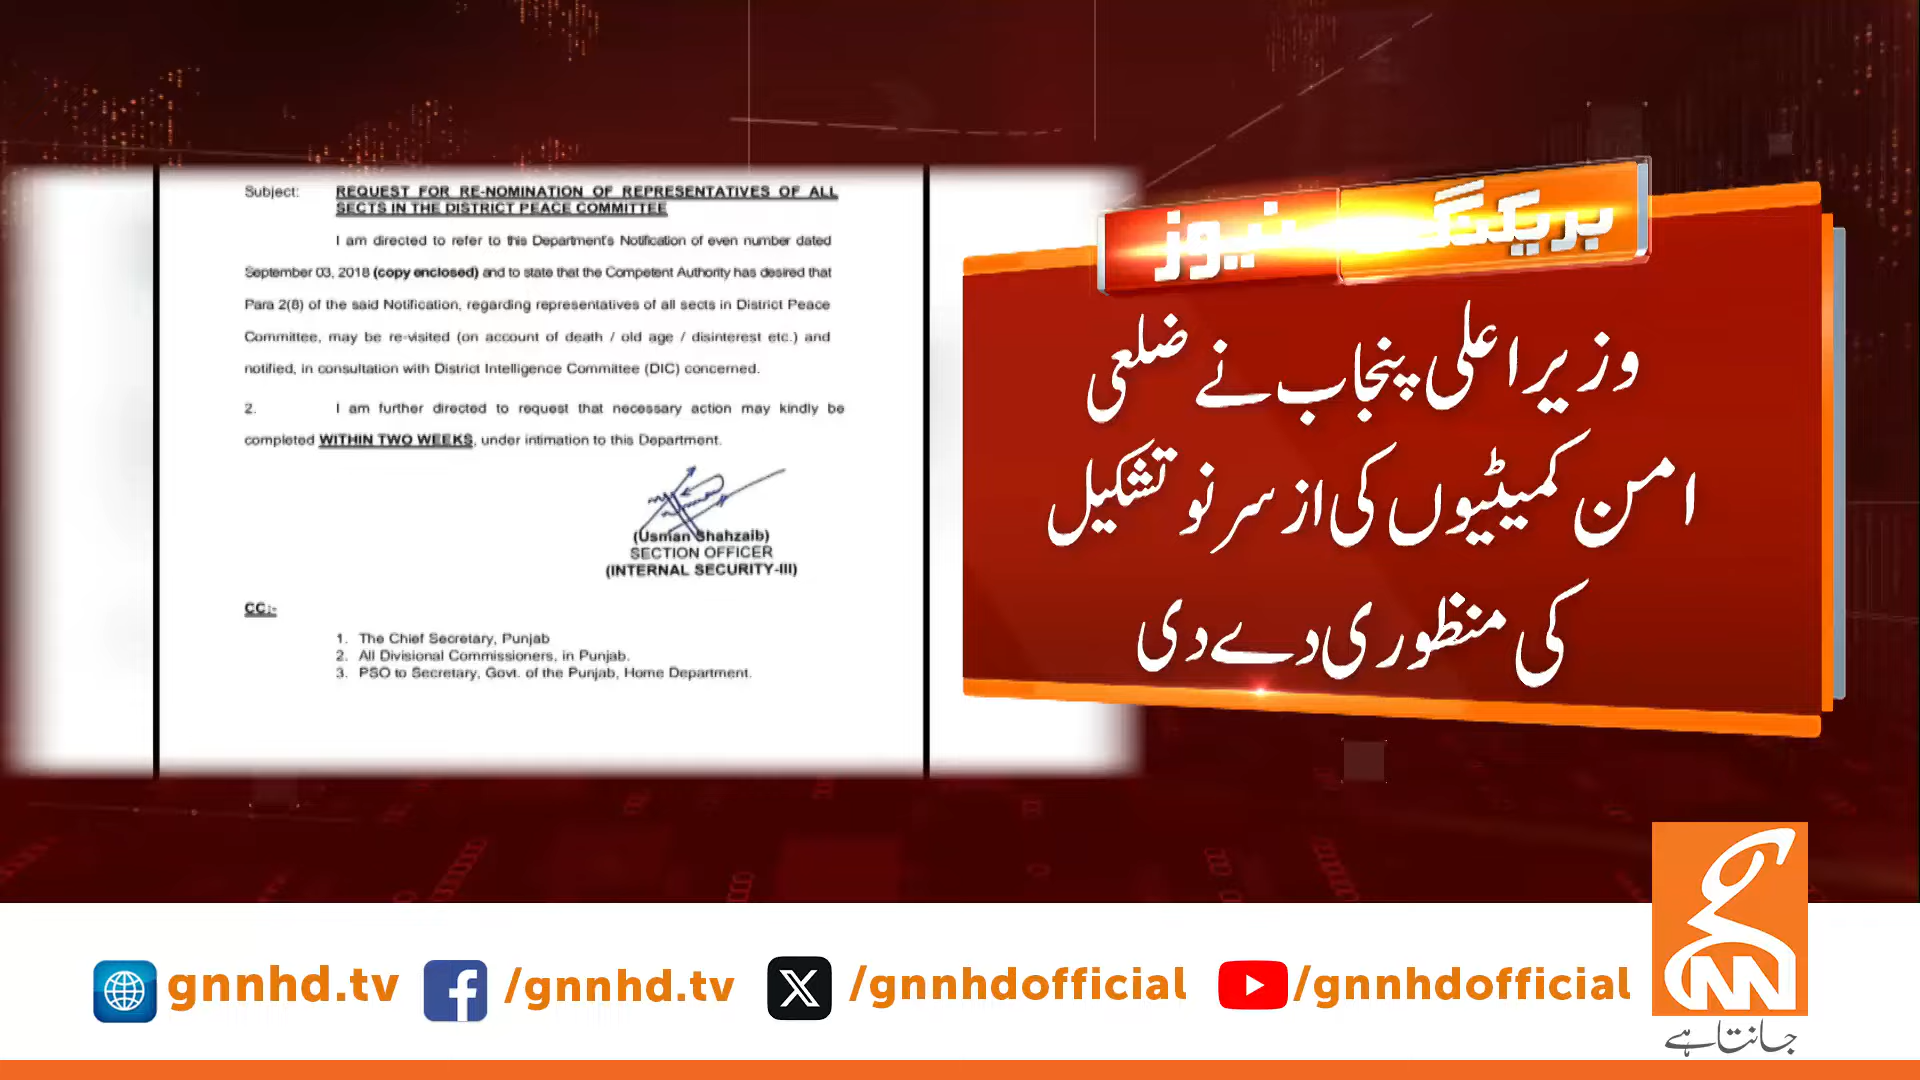 Subject: REQUEST FOR RE-NOMINATION OF REPRESENTATIVES OF ALL
SECTS IN THE DISTRICT PEACE COMMITTEE
I am directed to refer to this Department's Notification of even number dated
September 03, 2018 (copy enclosed) and to state that the Competent Authority has desired that
Para 2(8) of the said Notification, regarding representatives of all sects in District Peace
Committee, may be re-visited (on account of death / old age / disinterest etc.) and
notified, in consultation with District Intelligence Committee (DIC) concerned.
2. I am further directed to request that necessary action may kindly be
completed WITHIN TWO WEEKS, under intimation to this Department.
(Usman Shahzaib)
SECTION OFFICER
(INTERNAL SECURITY-III)
CC:-
1. The Chief Secretary, Punjab
2. All Divisional Commissioners, in Punjab.
3. PSO to Secretary, Govt. of the Punjab, Home Department.
بریکنگ نیوز
وزیراعلی پنجاب نے ضلعی
امن کمیٹیوں کی ازسرنو تشکیل
کی منظوری دے دی
gnnhd.tv
/gnnhd.tv
/gnnhdofficial
/gnnhdofficial
GNN
جانتا ہے